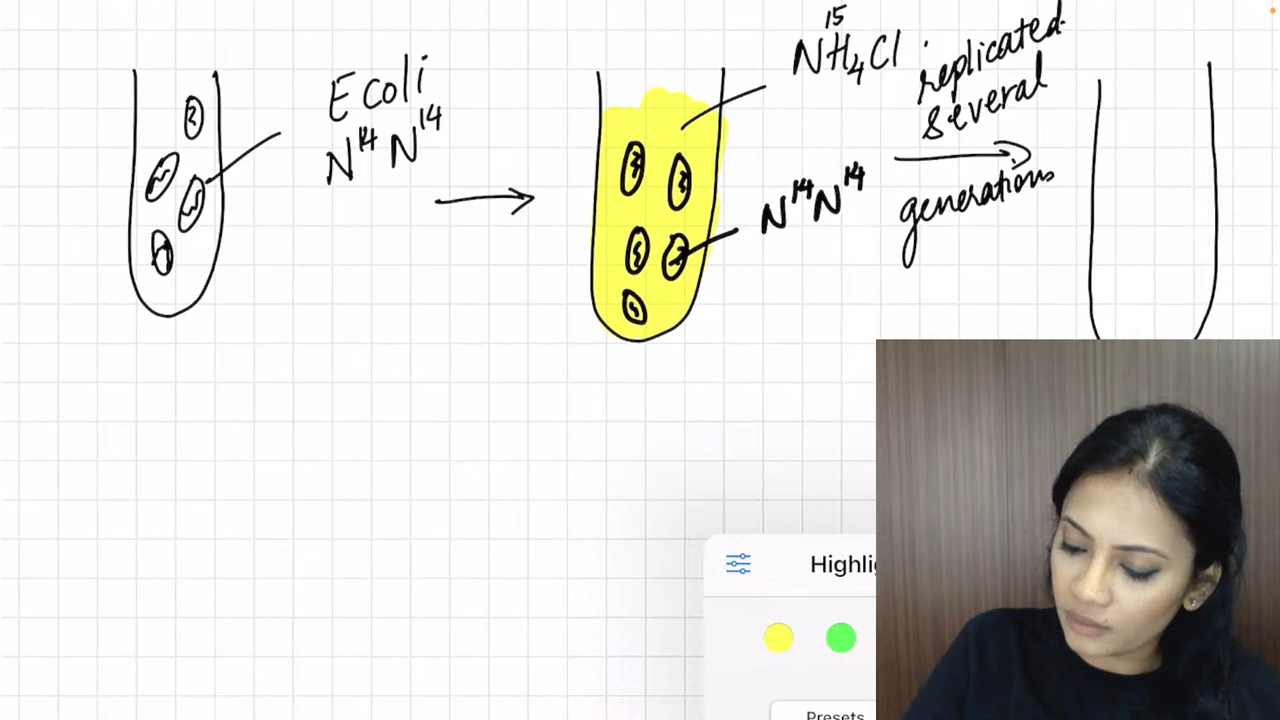 E coli
N¹⁴ N¹⁴
¹⁵
NH₄Cl
N¹⁴N¹⁴
replicated
several
generations
Highli
Presets